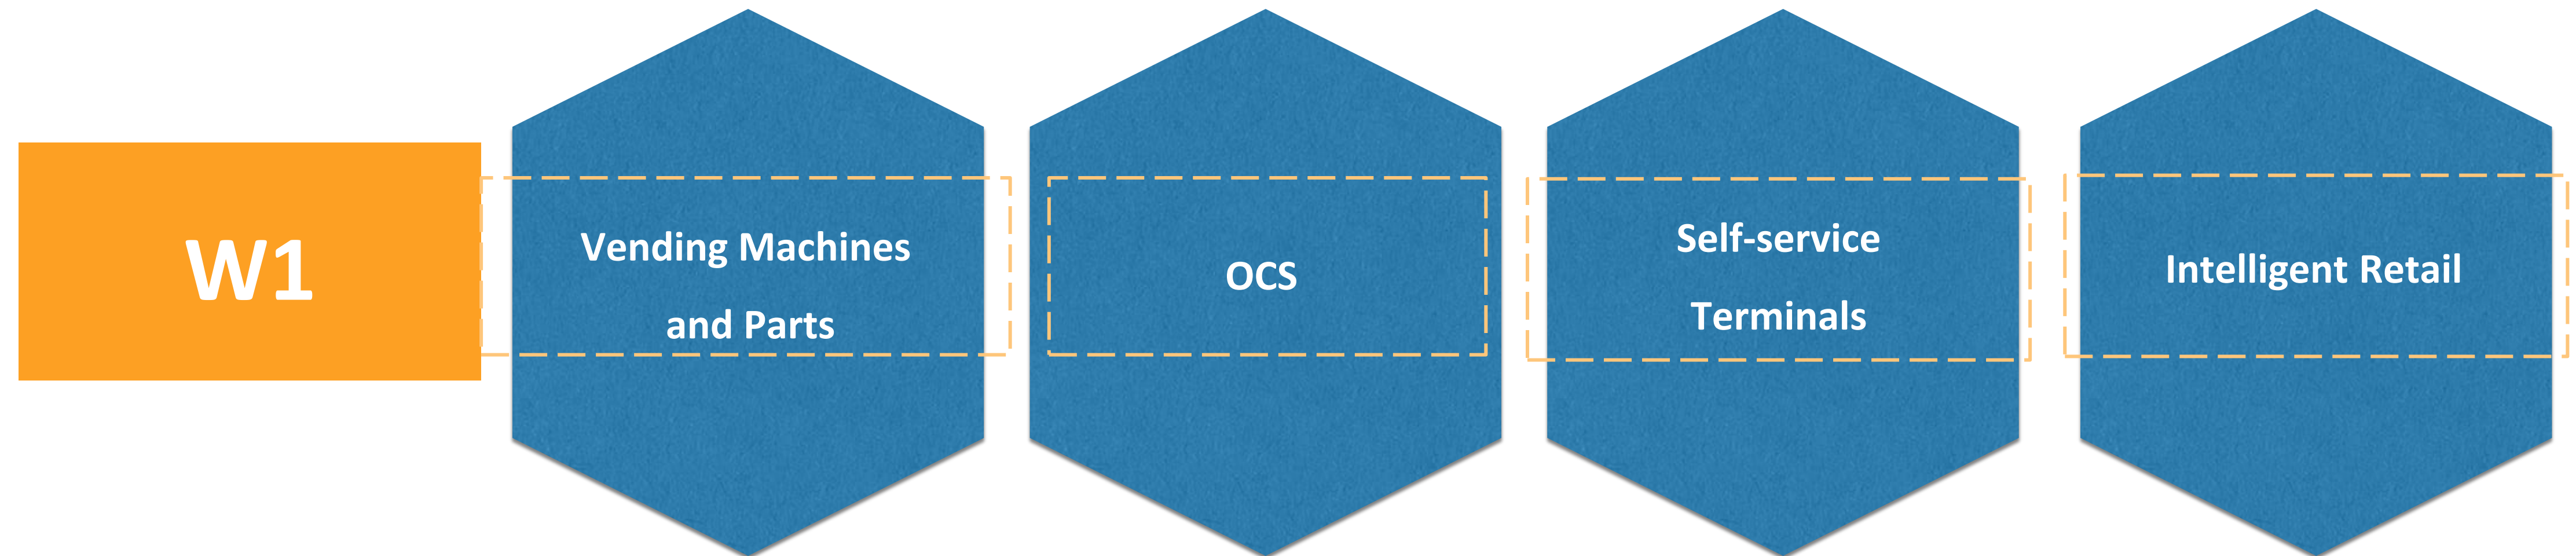 W1
Vending Machines
and Parts
OCS
Self-service
Terminals
Intelligent Retail